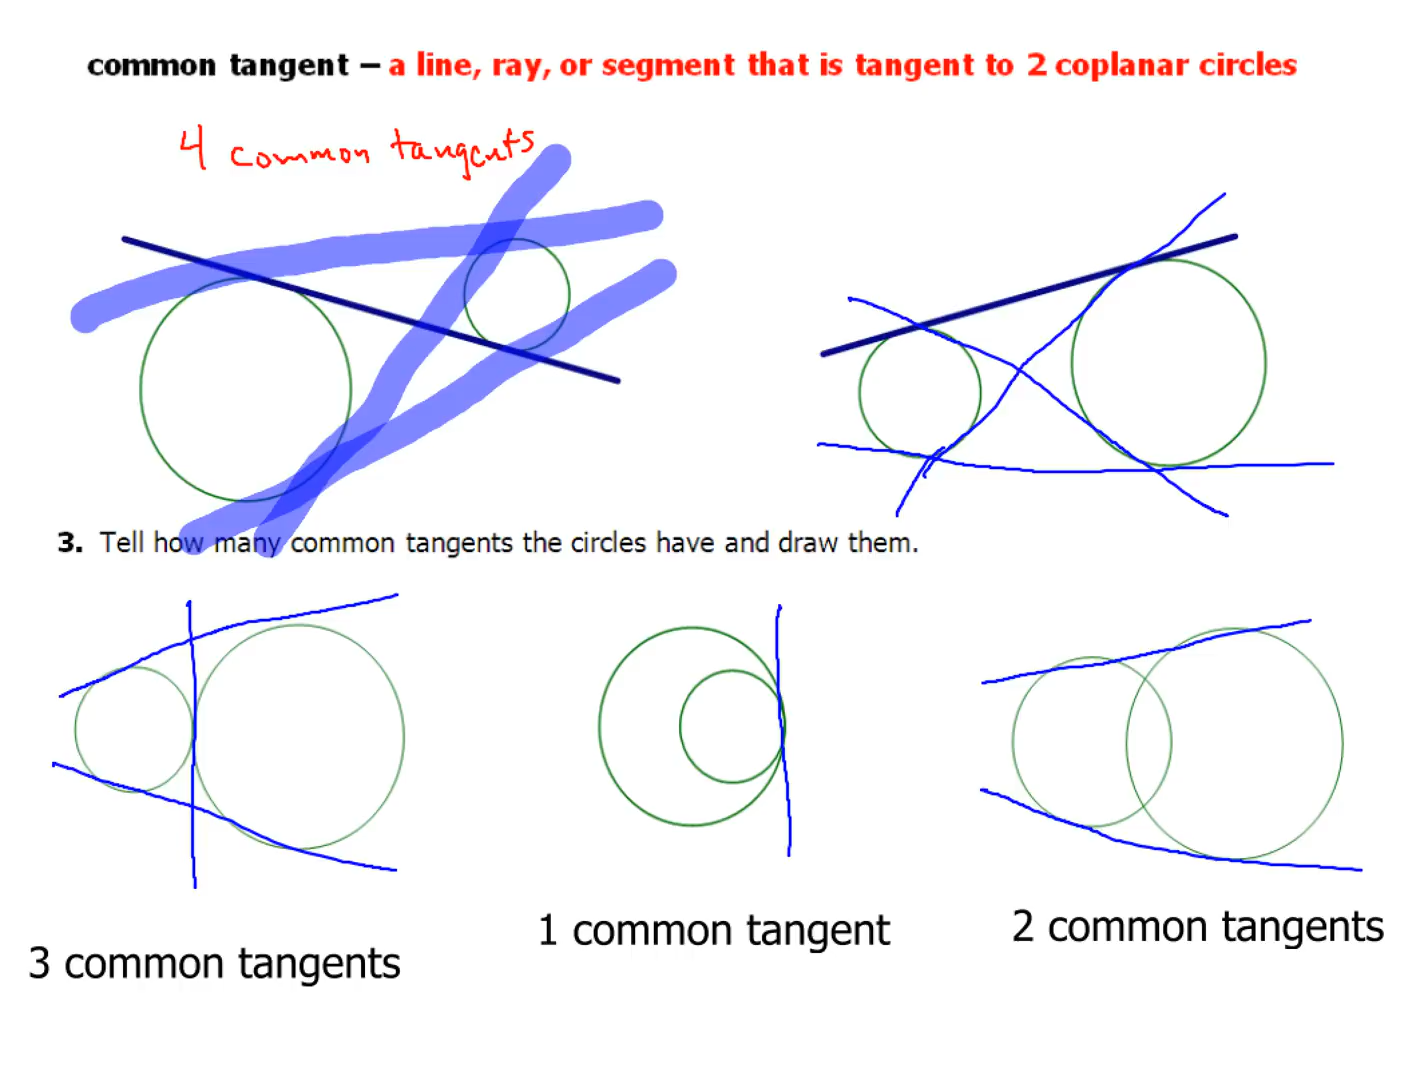 common tangent – a line, ray, or segment that is tangent to 2 coplanar circles
4 common tangents
3. Tell how many common tangents the circles have and draw them.
3 common tangents
1 common tangent
2 common tangents